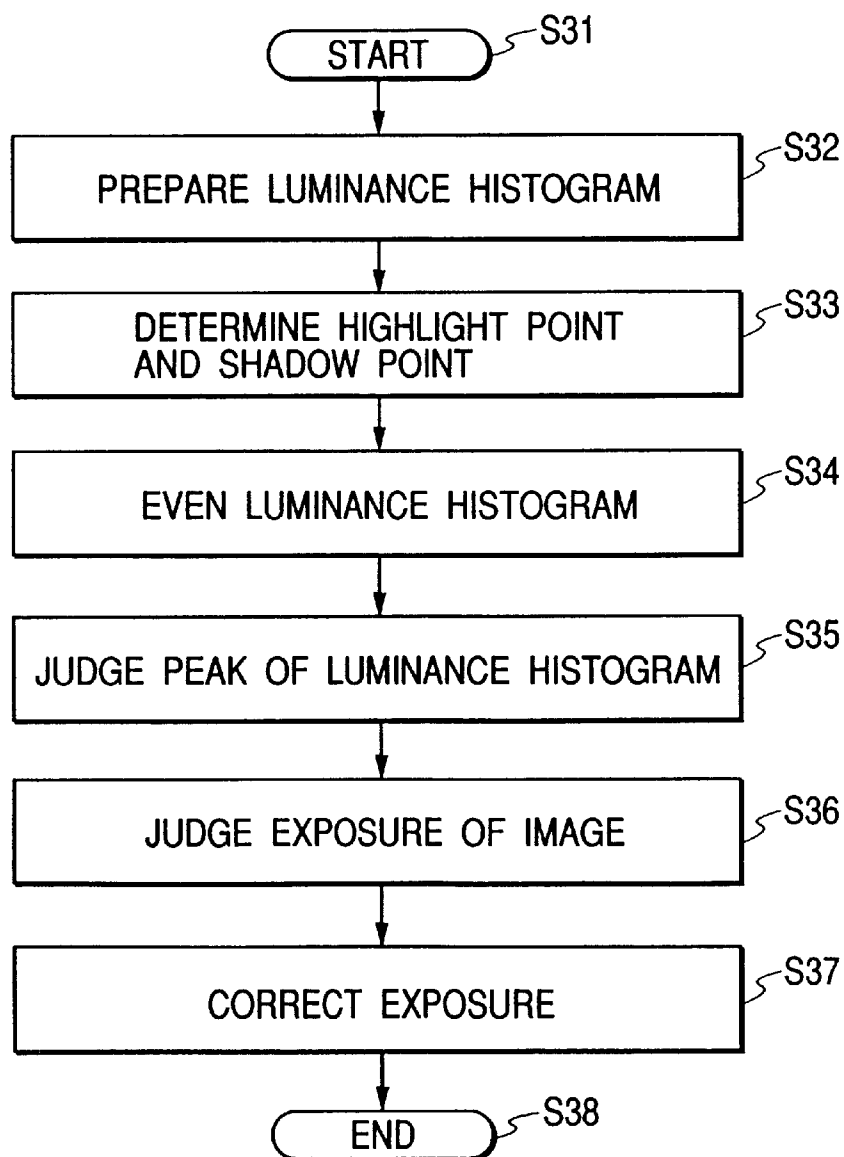 START
S31
PREPARE LUMINANCE HISTOGRAM
S32
DETERMINE HIGHLIGHT POINT
AND SHADOW POINT
S33
EVEN LUMINANCE HISTOGRAM
S34
JUDGE PEAK OF LUMINANCE HISTOGRAM
S35
JUDGE EXPOSURE OF IMAGE
S36
CORRECT EXPOSURE
S37
END
S38